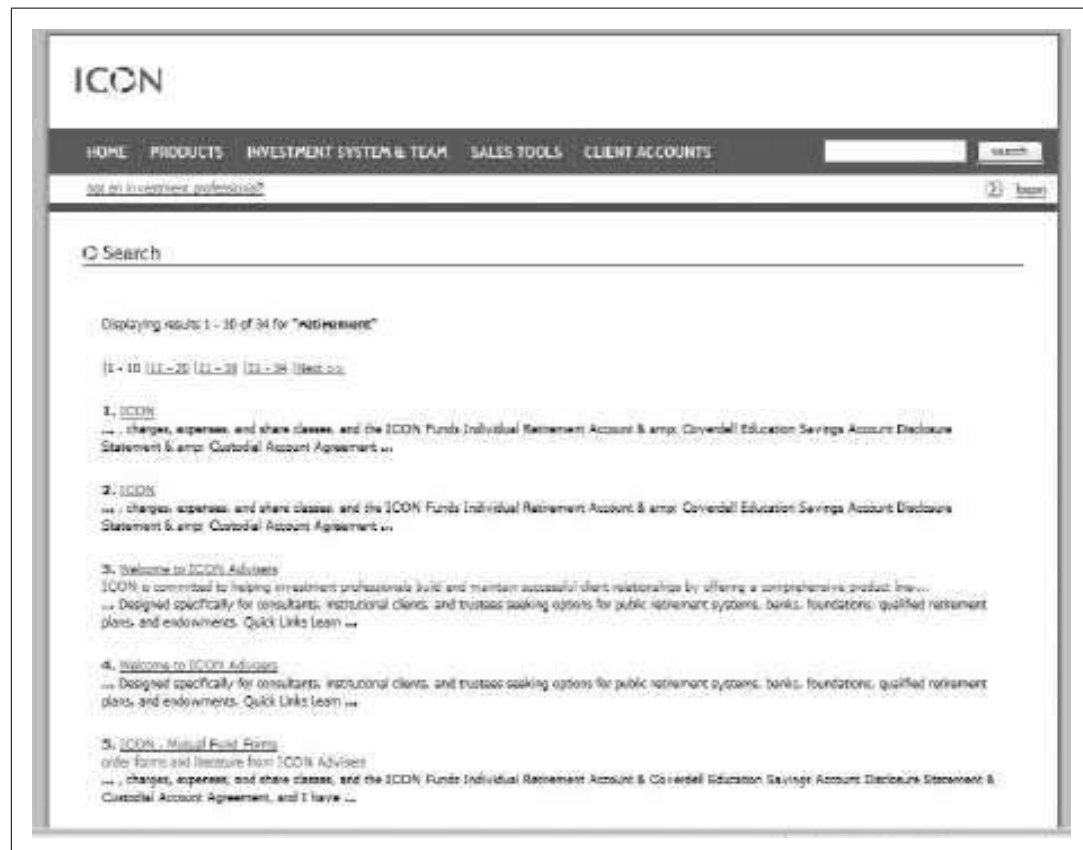 ICON
HOME PRODUCTS INVESTMENT SYSTEM & TEAM SALES TOOLS CLIENT ACCOUNTS search
not an investment professional? login
Search
Displaying results 1 - 10 of 34 for "retirement"
|1 - 10 |11 - 20 |21 - 30 |31 - 34 |Next >>
1. ICON
... , charges, expenses, and share classes, and the ICON Funds Individual Retirement Account & amp; Coverdell Education Savings Account Disclosure
Statement & amp; Custodial Account Agreement ...
2. ICON
... , charges, expenses, and share classes, and the ICON Funds Individual Retirement Account & amp; Coverdell Education Savings Account Disclosure
Statement & amp; Custodial Account Agreement ...
3. Welcome to ICON Advisers
ICON is committed to helping investment professionals build and maintain successful client relationships by offering a comprehensive product line...
... Designed specifically for consultants, institutional clients, and trustees seeking options for public retirement systems, banks, foundations, qualified retirement
plans, and endowments. Quick Links Learn ...
4. Welcome to ICON Advisers
... Designed specifically for consultants, institutional clients, and trustees seeking options for public retirement systems, banks, foundations, qualified retirement
plans, and endowments. Quick Links Learn ...
5. ICON - Mutual Fund Forms
order forms and literature from ICON Advisers
... , charges, expenses, and share classes, and the ICON Funds Individual Retirement Account & Coverdell Education Savings Account Disclosure Statement &
Custodial Account Agreement, and I have ...